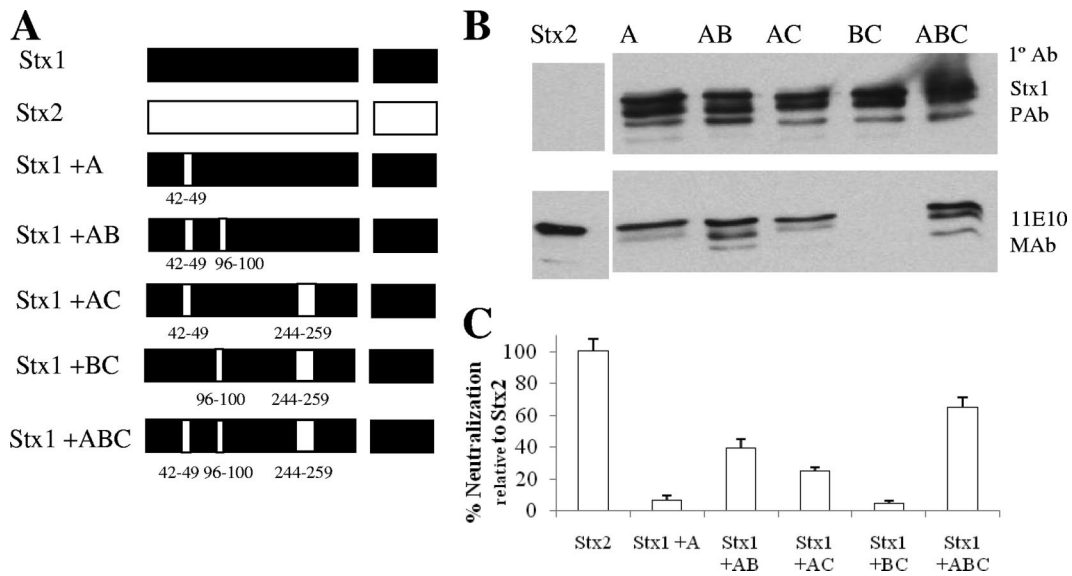 A
Stx1
Stx2
Stx1 +A
42-49
Stx1 +AB
42-49 96-100
Stx1 +AC
42-49 244-259
Stx1 +BC
96-100 244-259
Stx1 +ABC
42-49 96-100 244-259
B
Stx2 A AB AC BC ABC
1º Ab
Stx1
PAb
11E10
MAb
C
% Neutralization
relative to Stx2
100
80
60
40
20
0
Stx2 Stx1 +A Stx1 Stx1 Stx1 Stx1
+AB +AC +BC +ABC